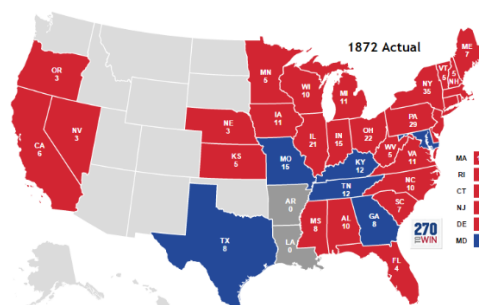 1872 Actual
ME
7
VT
5
5
NH
OR
3
MN
5
WI
10
MI
11
NY
35
PA
29
NE
3
IA
11
IL
21
IN
15
OH
22
NV
3
CA
6
KS
5
MO
15
KY
12
WV
5
VA
11
TN
12
NC
10
AR
0
SC
7
MS
8
AL
10
GA
8
TX
8
LA
0
FL
4
MA
RI
CT
NJ
DE
MD
270
TO
WIN